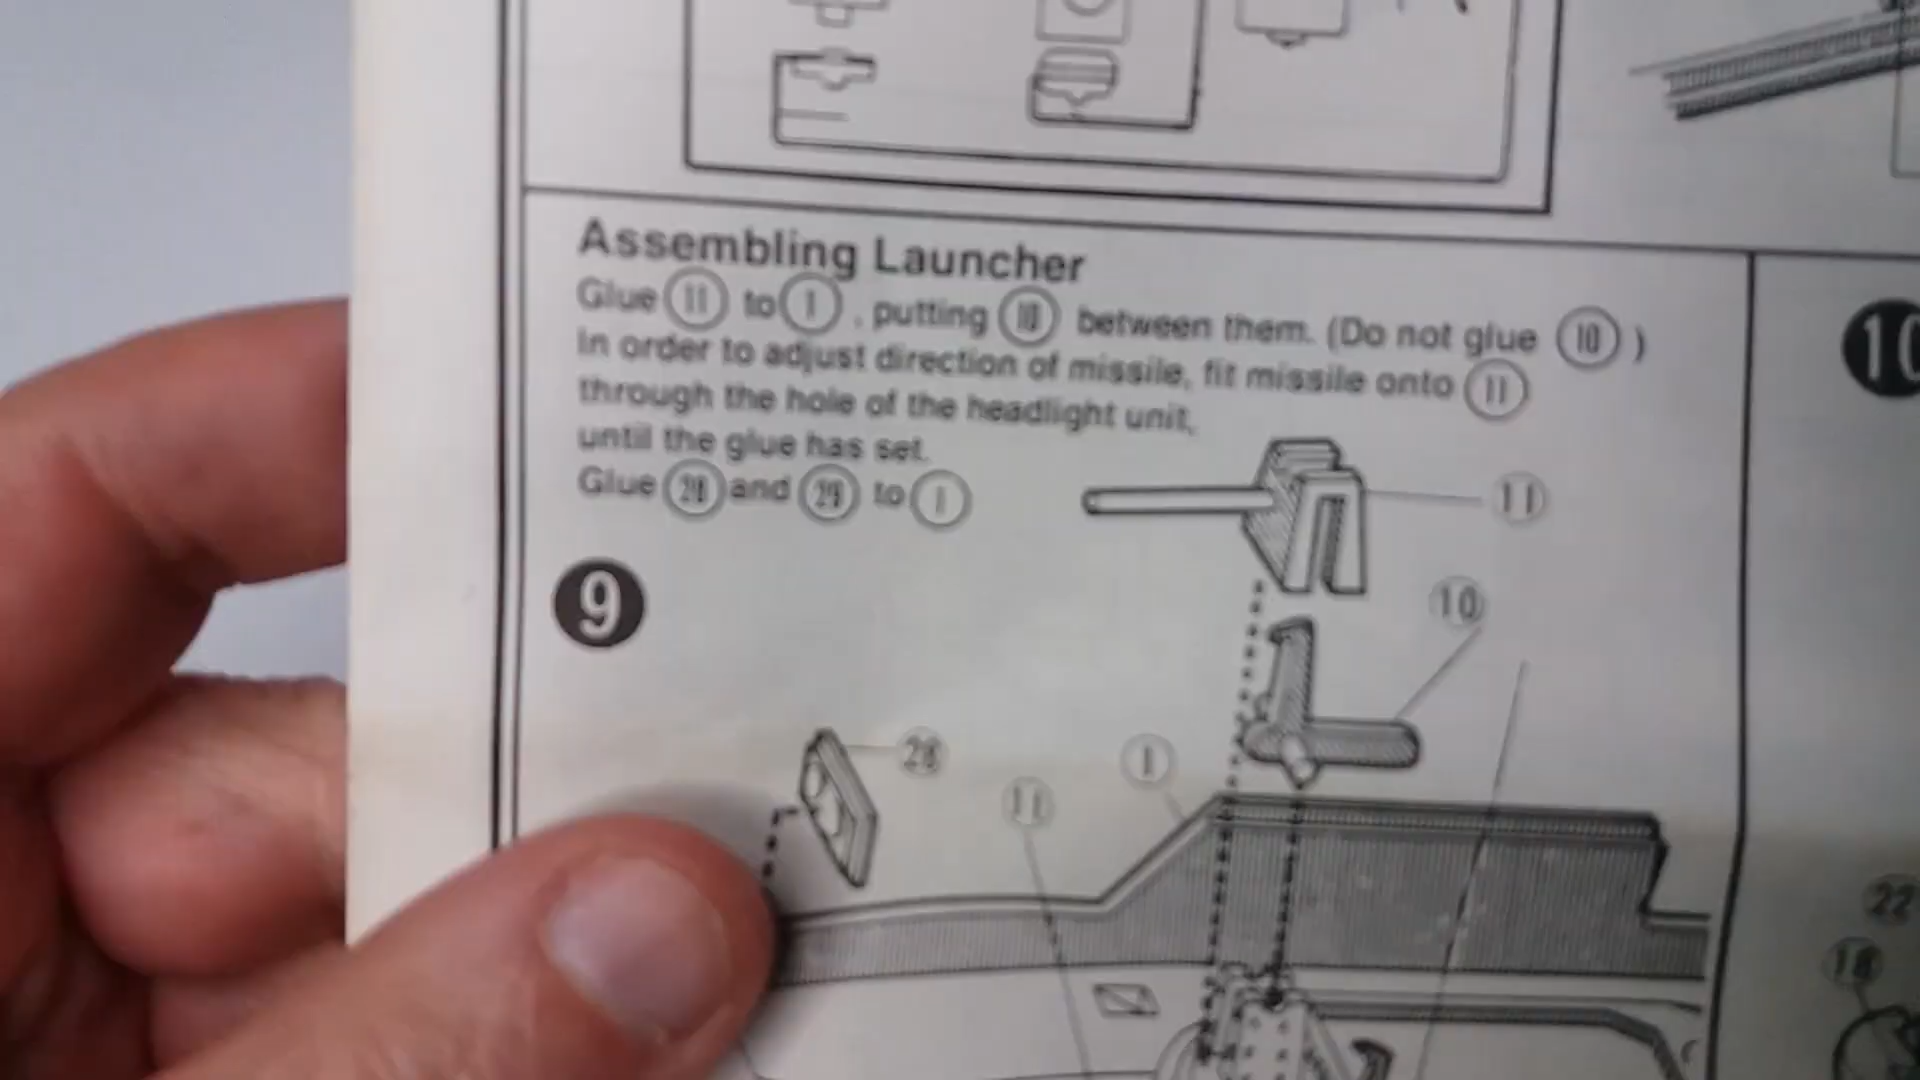 Assembling Launcher
Glue 11 to 1 , putting 10 between them. (Do not glue 10 )
In order to adjust direction of missile, fit missile onto 11
through the hole of the headlight unit,
until the glue has set.
Glue 28 and 29 to 1
11
9
10
10
28
1
11
22
18